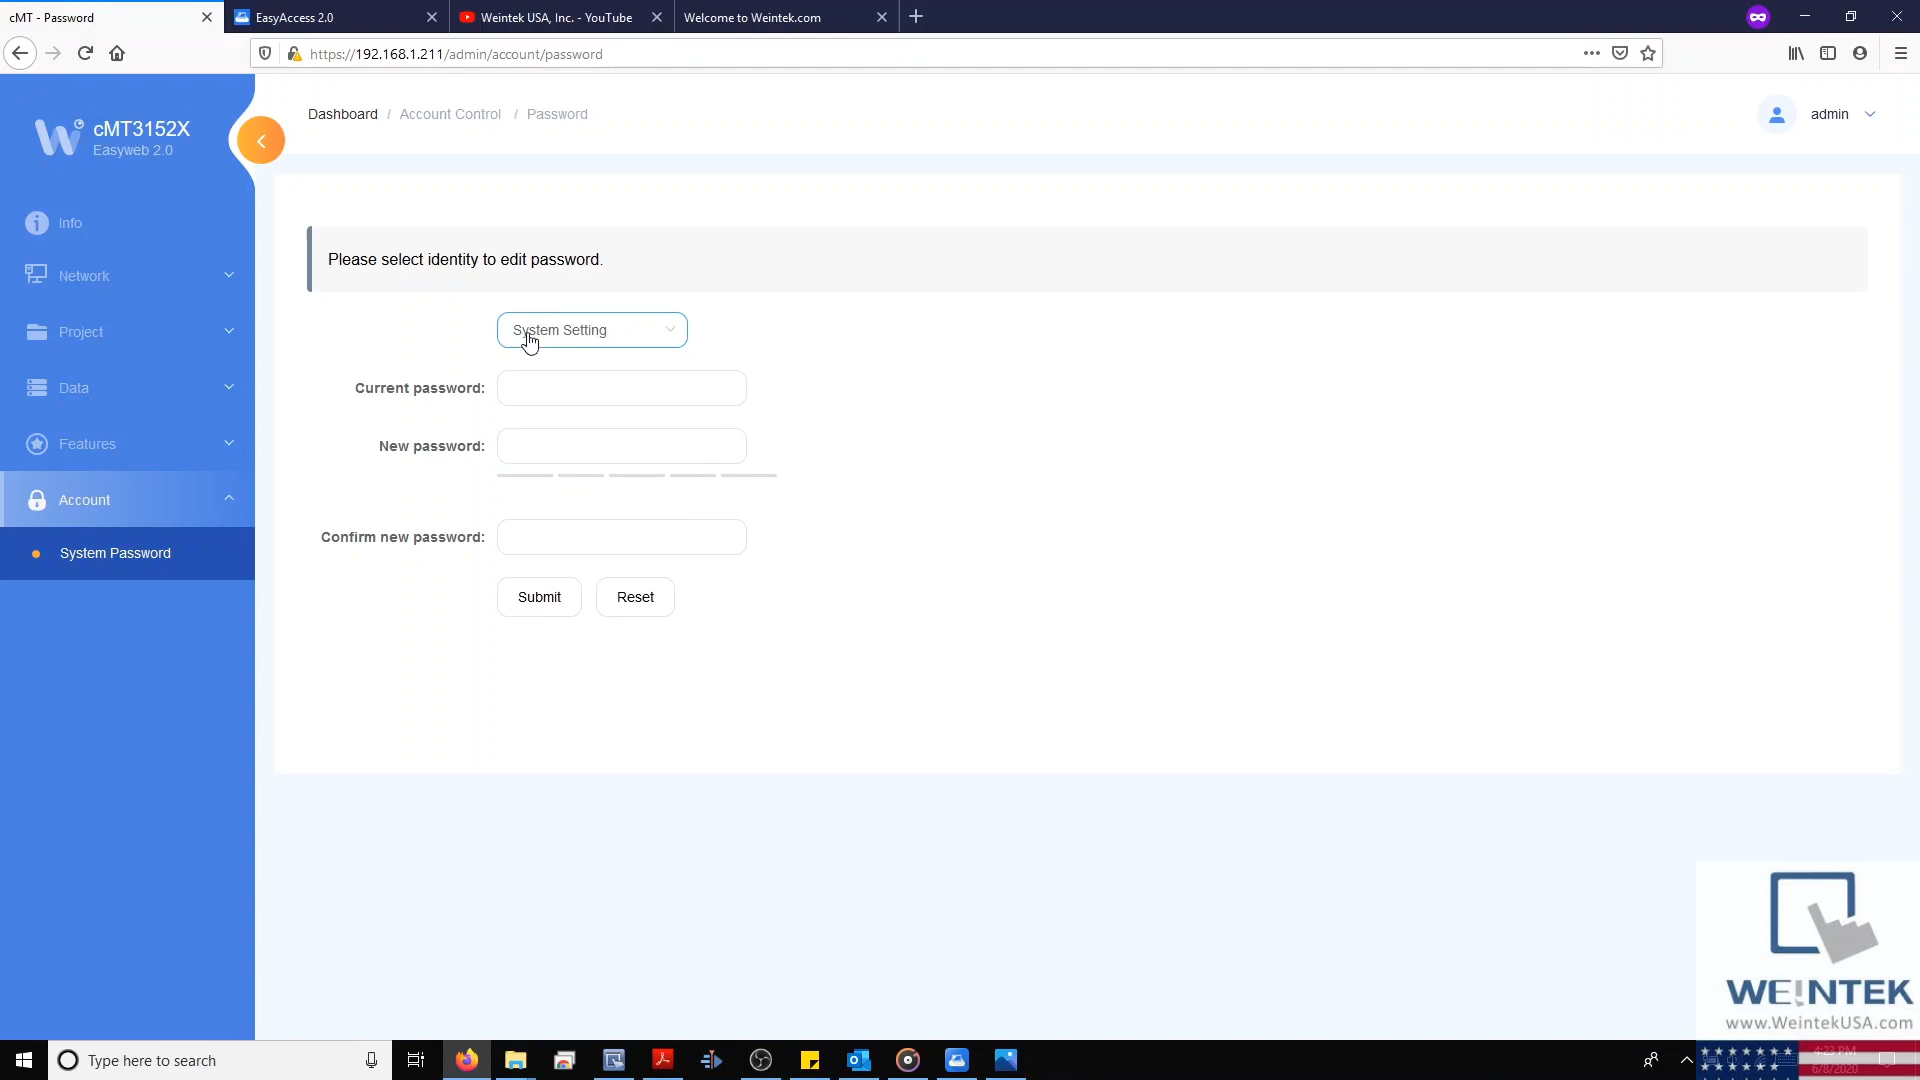 cMT - Password
EasyAccess 2.0
Weintek USA, Inc. - YouTube
Welcome to Weintek.com
https://192.168.1.211/admin/account/password
cMT3152X
Easyweb 2.0
Dashboard / Account Control / Password
admin
Info
Network
Project
Data
Features
Account
System Password
Please select identity to edit password.
System Setting
Current password:
New password:
Confirm new password:
Submit
Reset
WE!NTEK
www.WeintekUSA.com
Type here to search
4:23 PM
6/8/2020